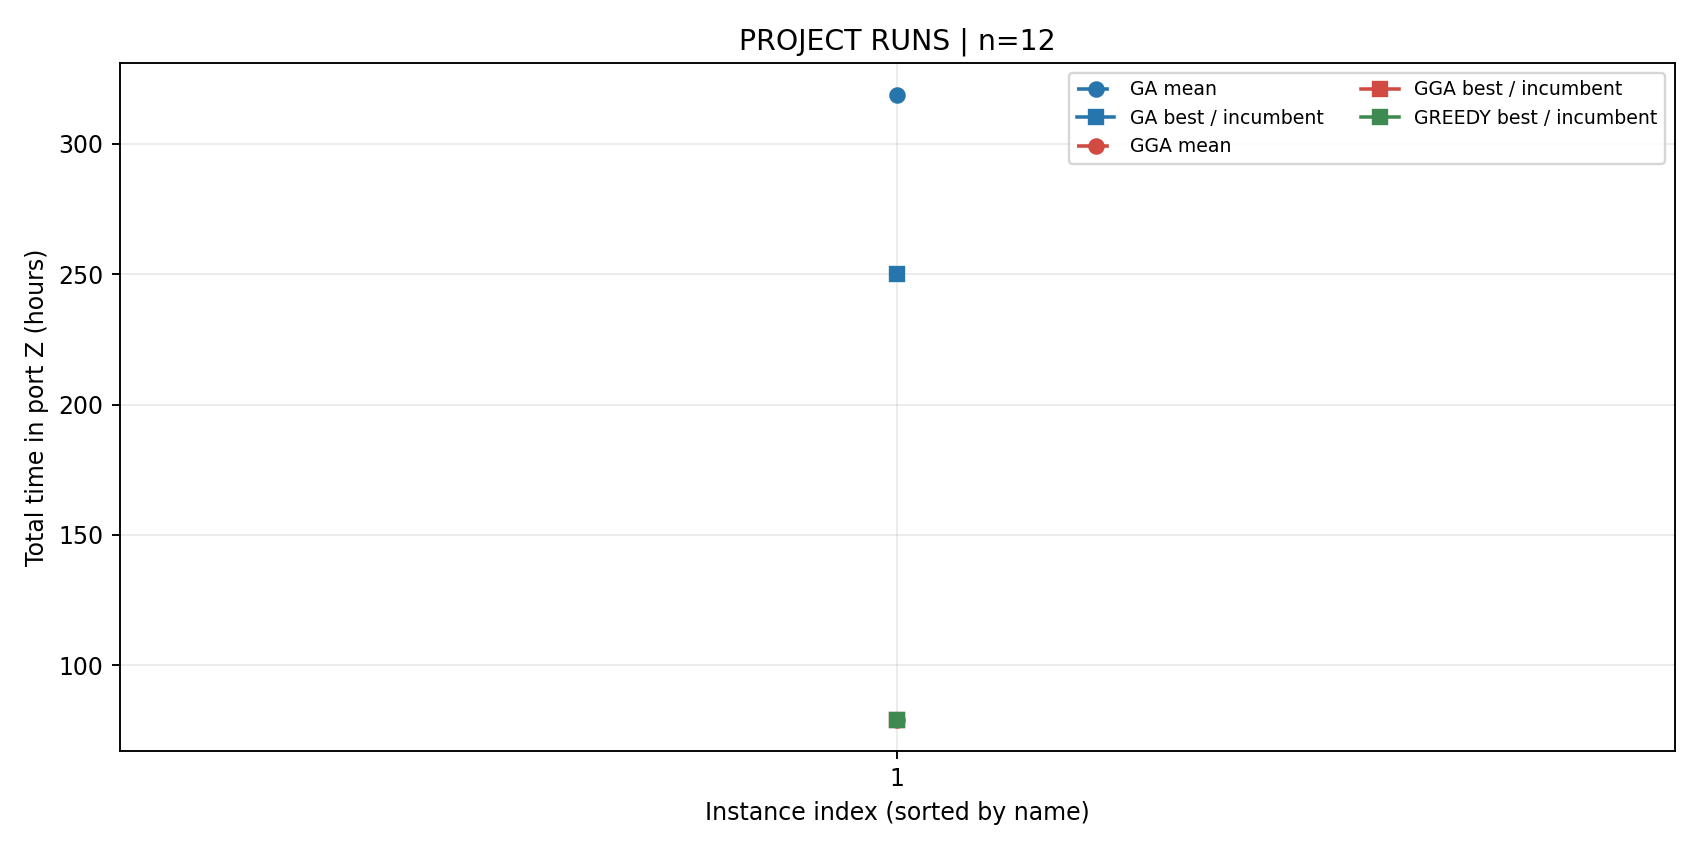 PROJECT RUNS | n=12
GA mean
GA best / incumbent
GGA mean
GGA best / incumbent
GREEDY best / incumbent
Total time in port Z (hours)
300
250
200
150
100
1
Instance index (sorted by name)